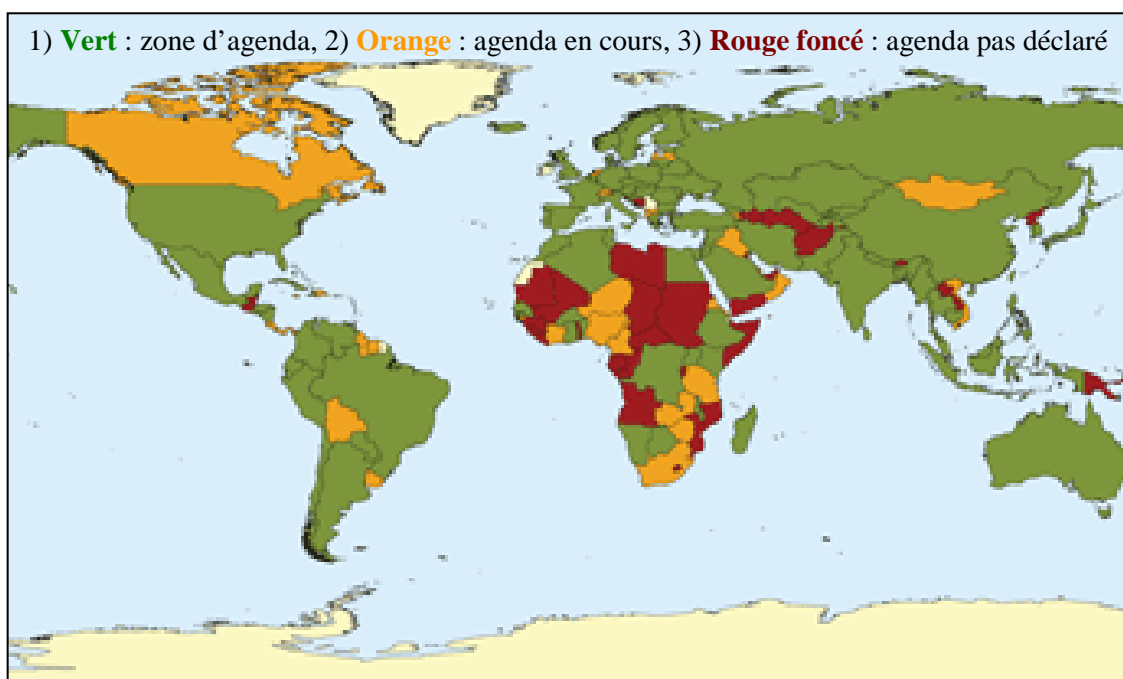 1) Vert : zone d’agenda, 2) Orange : agenda en cours, 3) Rouge foncé : agenda pas déclaré